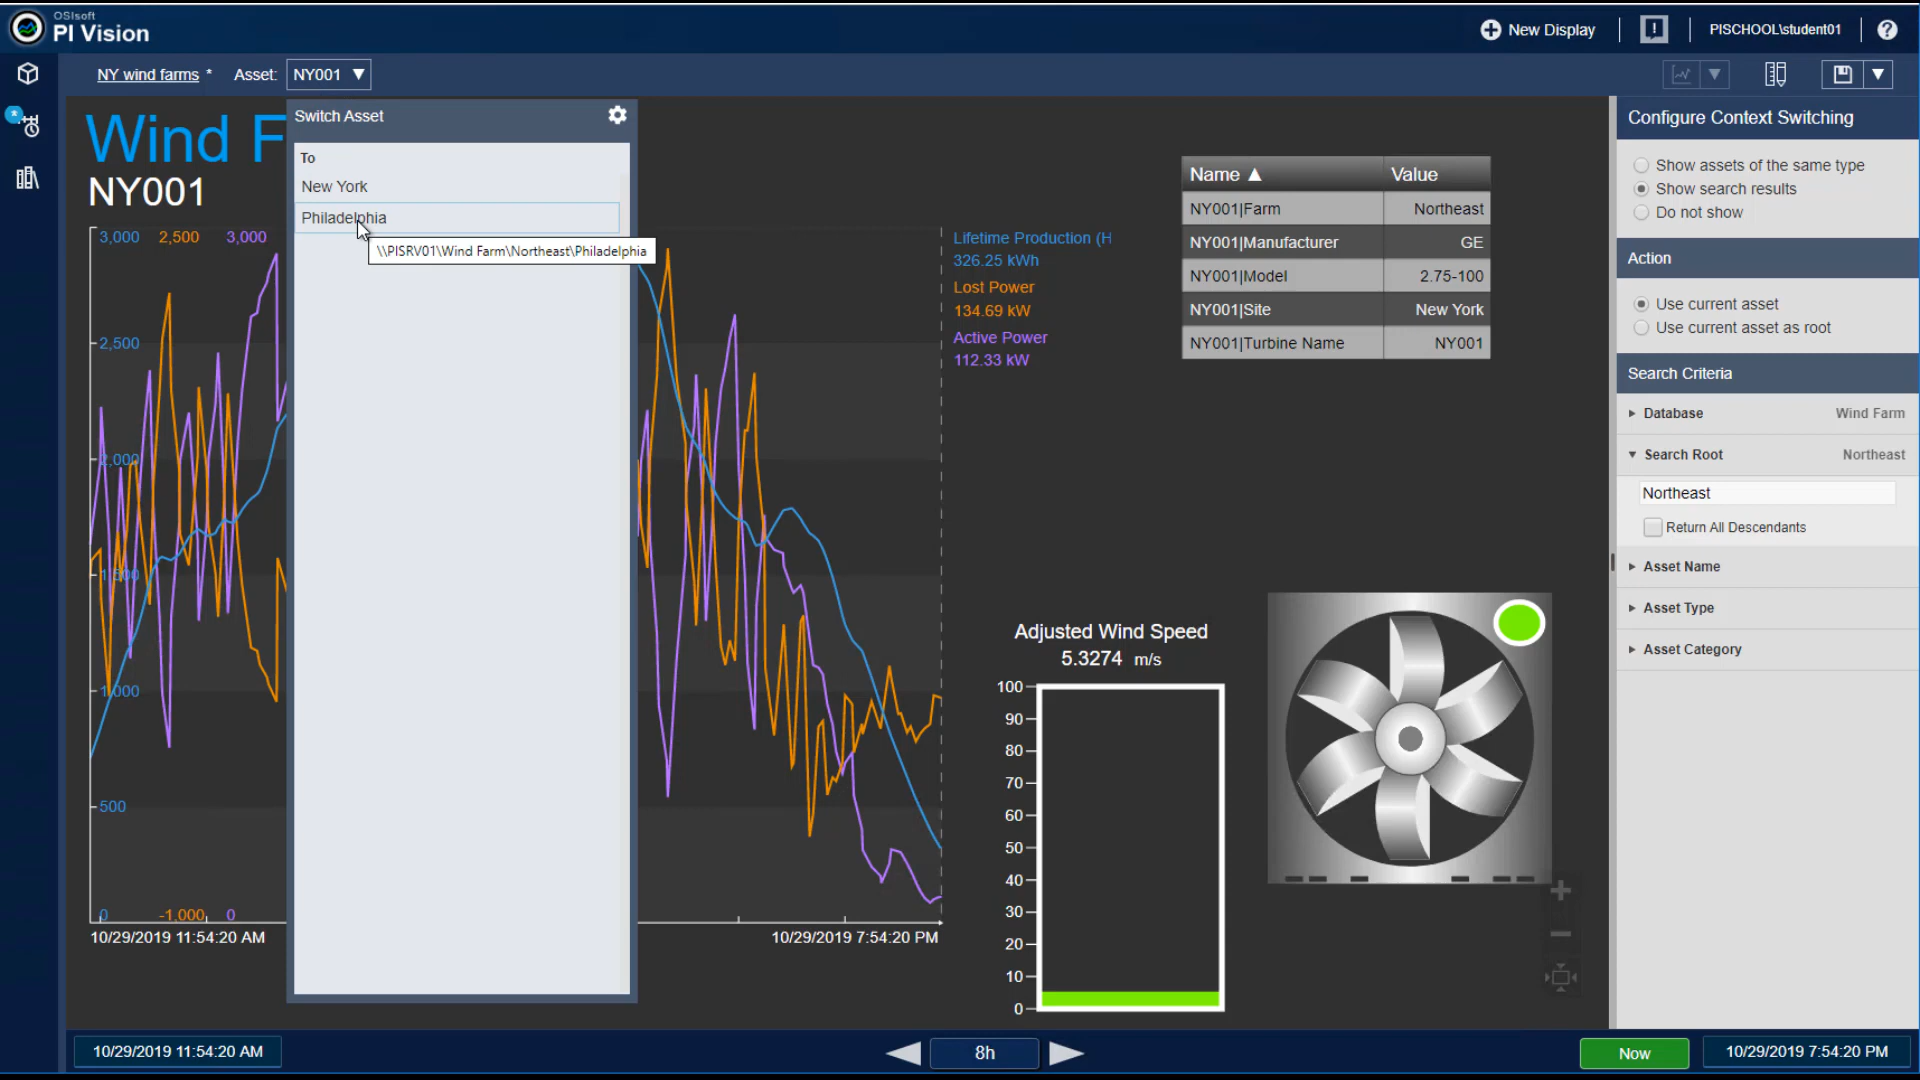 OSIsoft
PI Vision
New Display
PISCHOOL\student01
?
NY wind farms * Asset: NY001 ▼
Switch Asset
To
New York
Philadelphia
\\PISRV01\Wind Farm\Northeast\Philadelphia
Wind F
NY001
3,000 2,500 3,000
2,500
2,000
1,500
1,000
500
0 -1,000 0
10/29/2019 11:54:20 AM
10/29/2019 7:54:20 PM
Lifetime Production (H
326.25 kWh
Lost Power
134.69 kW
Active Power
112.33 kW
Name ▲ Value
NY001|Farm Northeast
NY001|Manufacturer GE
NY001|Model 2.75-100
NY001|Site New York
NY001|Turbine Name NY001
Adjusted Wind Speed
5.3274 m/s
100
90
80
70
60
50
40
30
20
10
0
Configure Context Switching
Show assets of the same type
Show search results
Do not show
Action
Use current asset
Use current asset as root
Search Criteria
Database Wind Farm
Search Root Northeast
Northeast
Return All Descendants
Asset Name
Asset Type
Asset Category
10/29/2019 11:54:20 AM
8h
Now
10/29/2019 7:54:20 PM